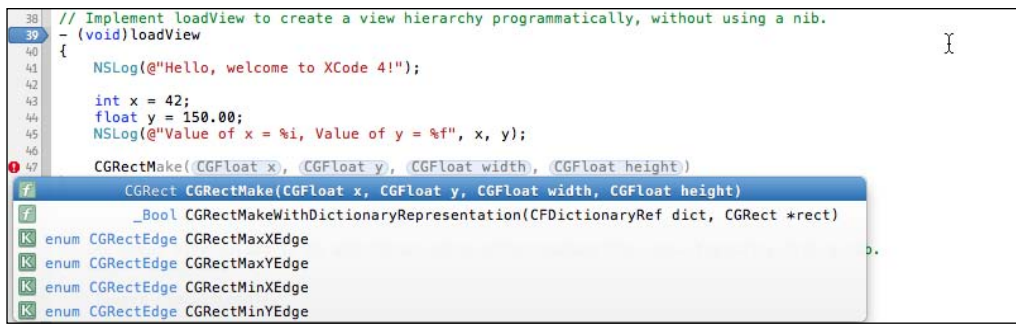 38 // Implement loadView to create a view hierarchy programmatically, without using a nib.
39 - (void)loadView
40 {
41 NSLog(@"Hello, welcome to XCode 4!");
42
43 int x = 42;
44 float y = 150.00;
45 NSLog(@"Value of x = %i, Value of y = %f", x, y);
46
47 CGRectMake(CGFloat x, CGFloat y, CGFloat width, CGFloat height)
f CGRect CGRectMake(CGFloat x, CGFloat y, CGFloat width, CGFloat height)
f _Bool CGRectMakeWithDictionaryRepresentation(CFDictionaryRef dict, CGRect *rect)
K enum CGRectEdge CGRectMaxXEdge
K enum CGRectEdge CGRectMaxYEdge
b.
K enum CGRectEdge CGRectMinXEdge
K enum CGRectEdge CGRectMinYEdge